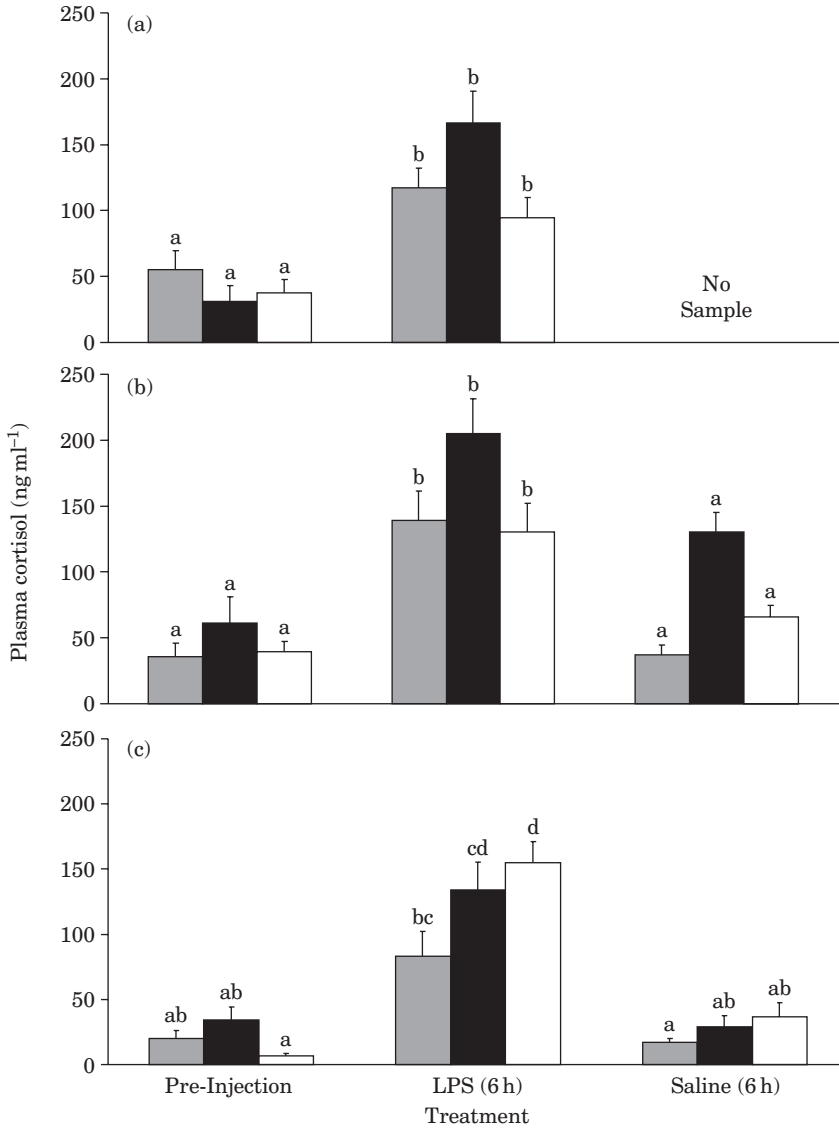 (a)
250
200
150
100
50
0
a
a
a
b
b
b
No
Sample
(b)
250
200
150
100
50
0
a
a
a
b
b
b
a
a
a
Plasma cortisol (ng ml⁻¹)
(c)
250
200
150
100
50
0
ab
ab
a
bc
cd
d
a
ab
ab
Pre-Injection
LPS (6 h)
Saline (6 h)
Treatment